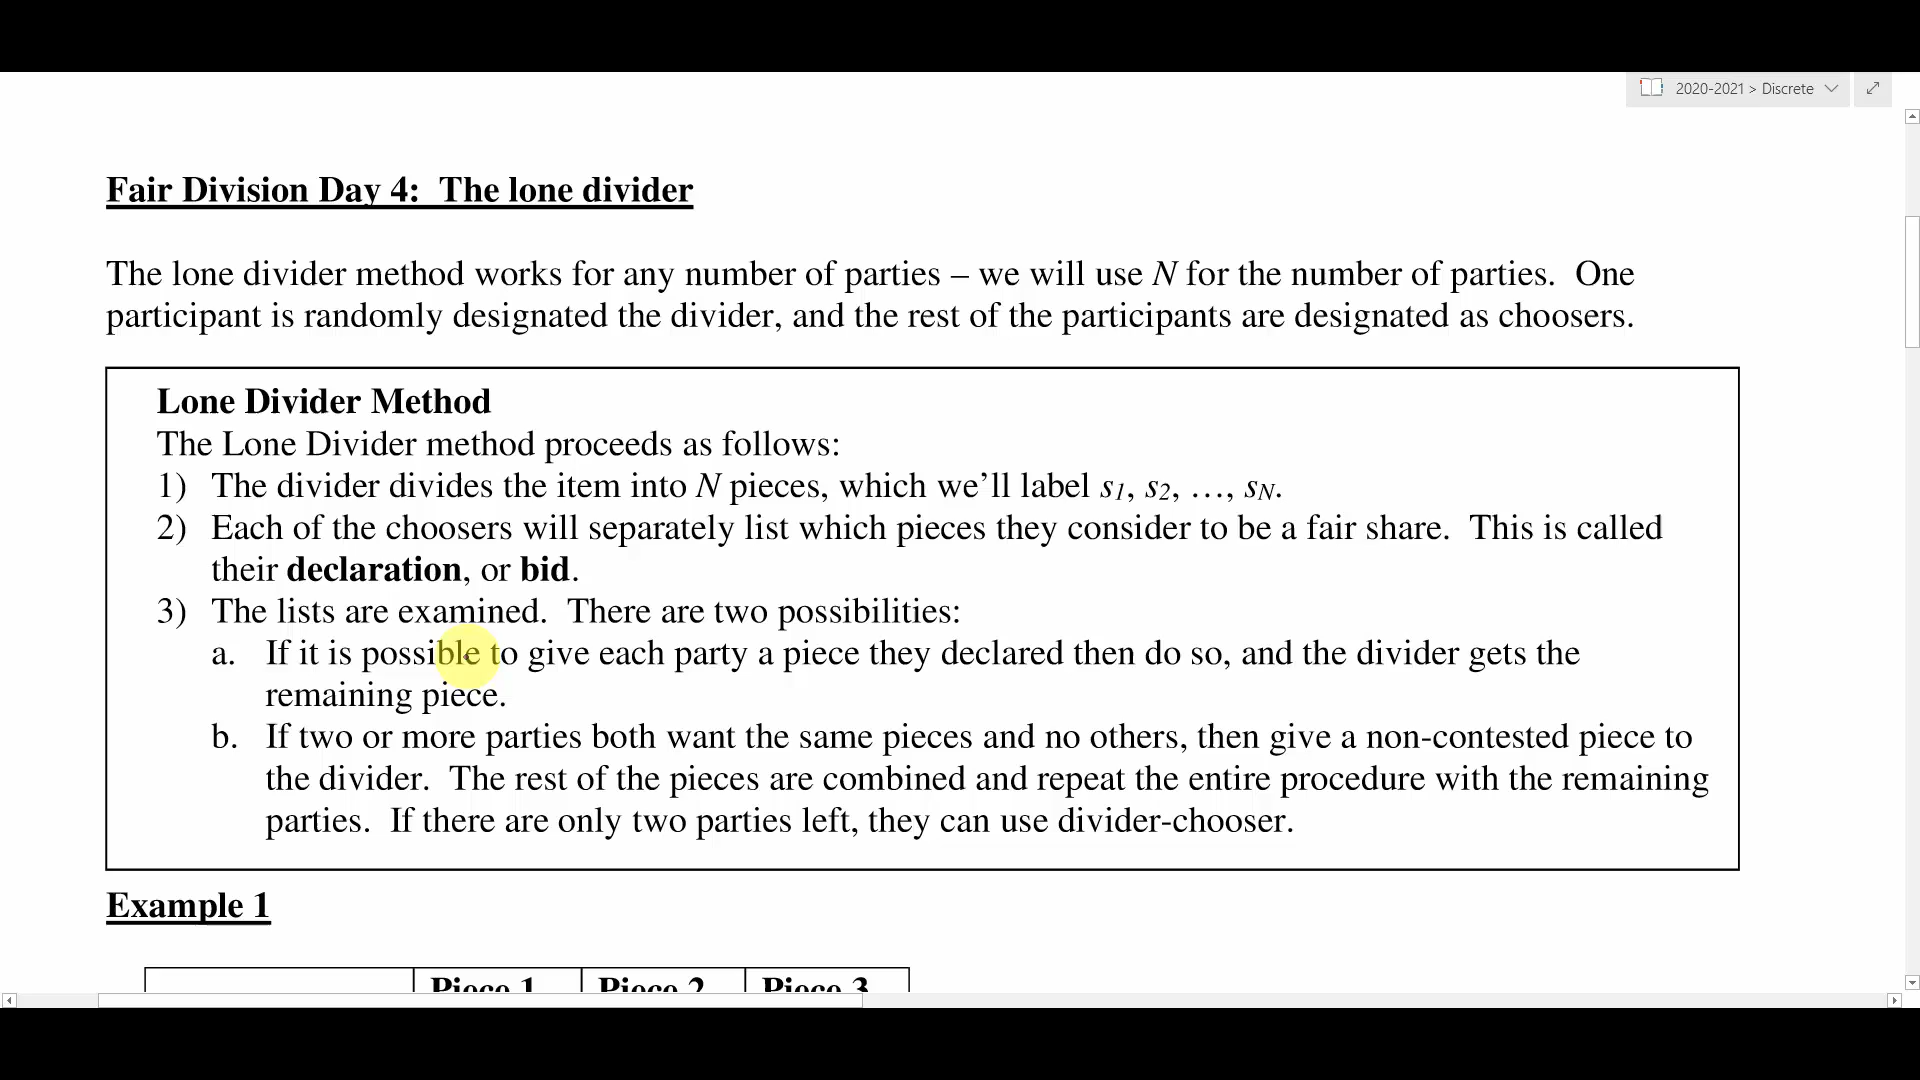 2020-2021 > Discrete
Fair Division Day 4: The lone divider
The lone divider method works for any number of parties – we will use N for the number of parties. One
participant is randomly designated the divider, and the rest of the participants are designated as choosers.
Lone Divider Method
The Lone Divider method proceeds as follows:
1) The divider divides the item into N pieces, which we’ll label s1, s2, …, sN.
2) Each of the choosers will separately list which pieces they consider to be a fair share. This is called
their declaration, or bid.
3) The lists are examined. There are two possibilities:
a. If it is possible to give each party a piece they declared then do so, and the divider gets the
remaining piece.
b. If two or more parties both want the same pieces and no others, then give a non-contested piece to
the divider. The rest of the pieces are combined and repeat the entire procedure with the remaining
parties. If there are only two parties left, they can use divider-chooser.
Example 1
Piece 1 Piece 2 Piece 3